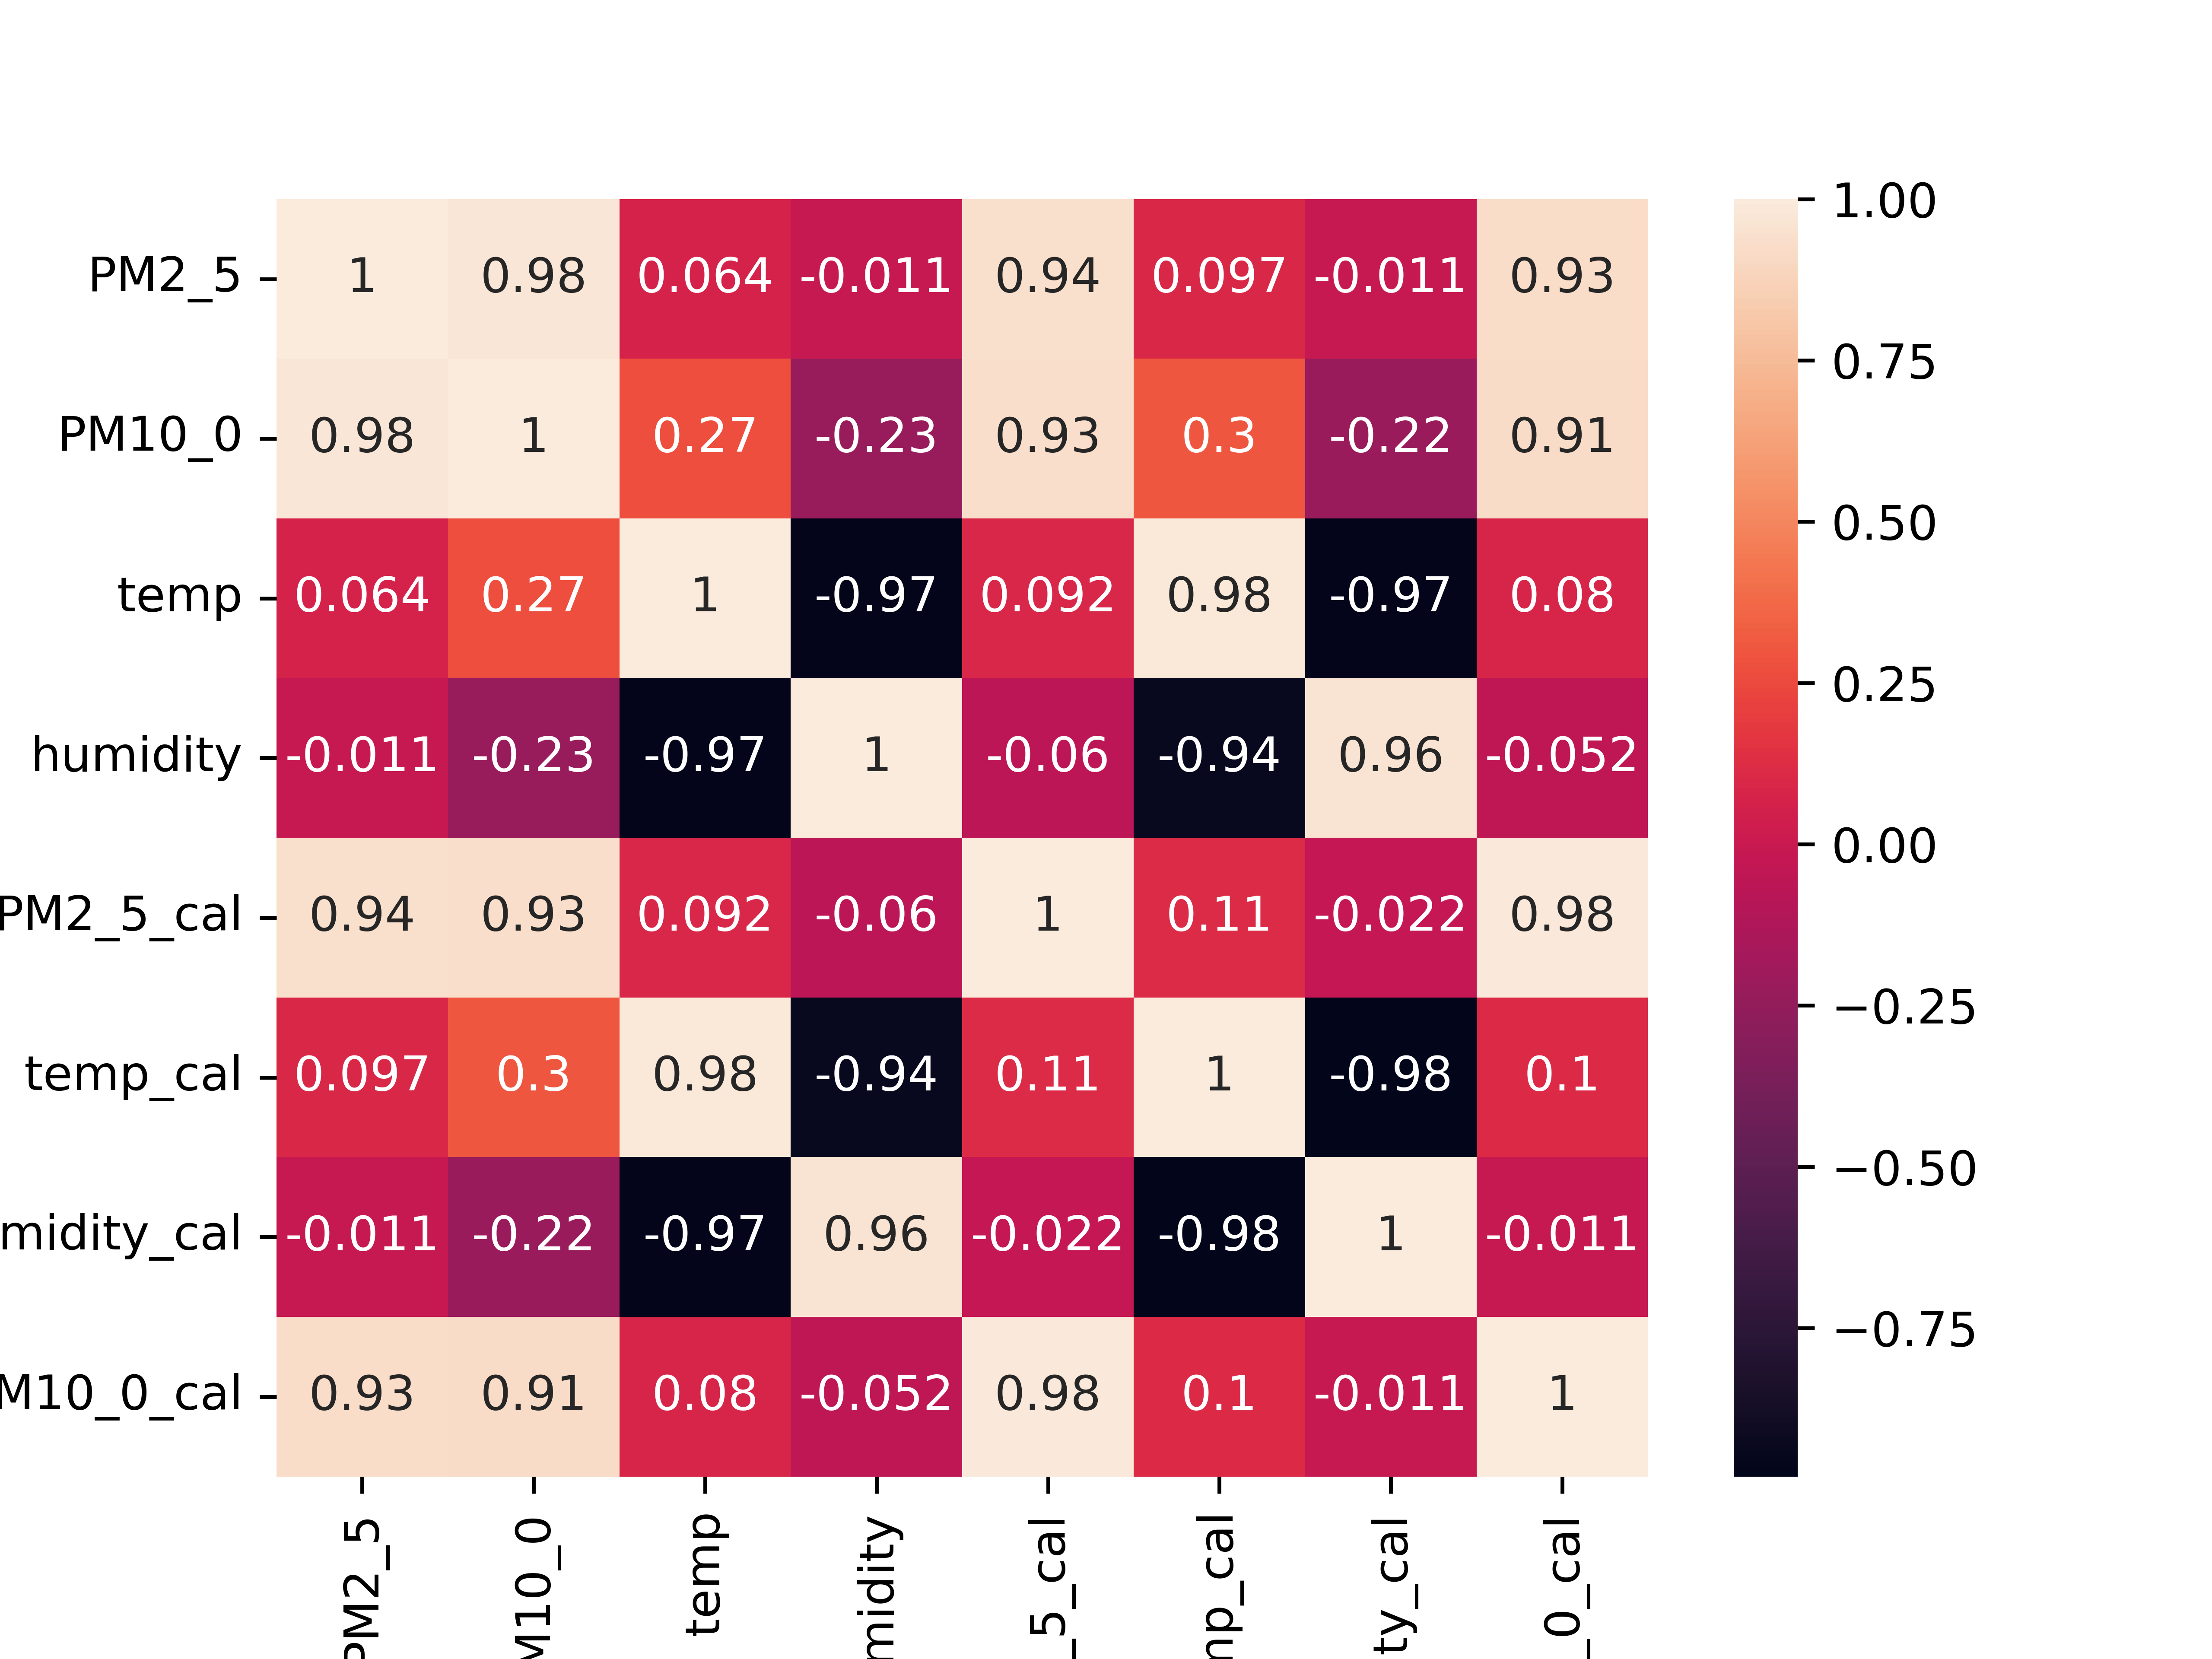 PM2_5 1 0.98 0.064 -0.011 0.94 0.097 -0.011 0.93
PM10_0 0.98 1 0.27 -0.23 0.93 0.3 -0.22 0.91
temp 0.064 0.27 1 -0.97 0.092 0.98 -0.97 0.08
humidity -0.011 -0.23 -0.97 1 -0.06 -0.94 0.96 -0.052
PM2_5_cal 0.94 0.93 0.092 -0.06 1 0.11 -0.022 0.98
temp_cal 0.097 0.3 0.98 -0.94 0.11 1 -0.98 0.1
midity_cal -0.011 -0.22 -0.97 0.96 -0.022 -0.98 1 -0.011
M10_0_cal 0.93 0.91 0.08 -0.052 0.98 0.1 -0.011 1
PM2_5
M10_0
temp
midity
_5_cal
mp_cal
ty_cal
_0_cal
1.00
0.75
0.50
0.25
0.00
−0.25
−0.50
−0.75